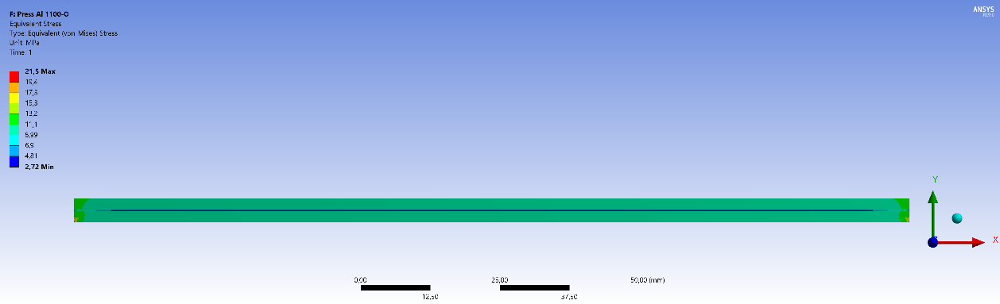 F: Press Al 1100-O
Equivalent Stress
Type: Equivalent (von-Mises) Stress
Unit: MPa
Time: 1
ANSYS
R19.0
21,5 Max
19,4
17,3
15,3
13,2
11,1
8,99
6,9
4,81
2,72 Min
Y
X
0,00
25,00
50,00 (mm)
12,50
37,50